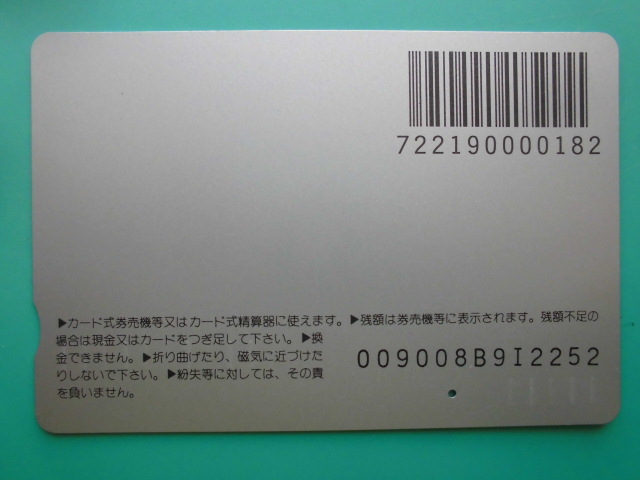 722190000182
▶カード式券売機等又はカード式精算器に使えます。▶残額は券売機等に表示されます。残額不足の
場合は現金又はカードをつぎ足して下さい。▶換
金できません。▶折り曲げたり、磁気に近づけた
りしないで下さい。▶紛失等に対しては、その責
を負いません。
009008B9I2252